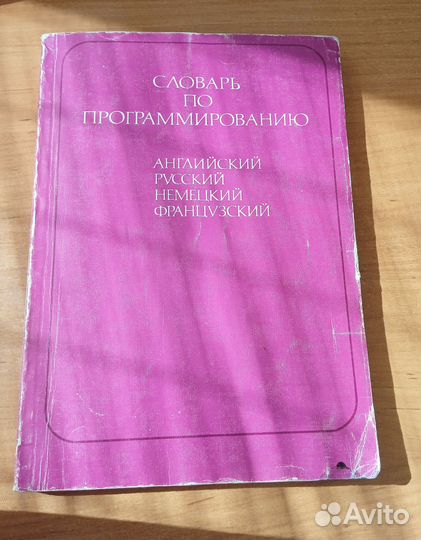 СЛОВАРЬ
ПО
ПРОГРАММИРОВАНИЮ
АНГЛИЙСКИЙ
РУССКИЙ
НЕМЕЦКИЙ
ФРАНЦУЗСКИЙ
Avito